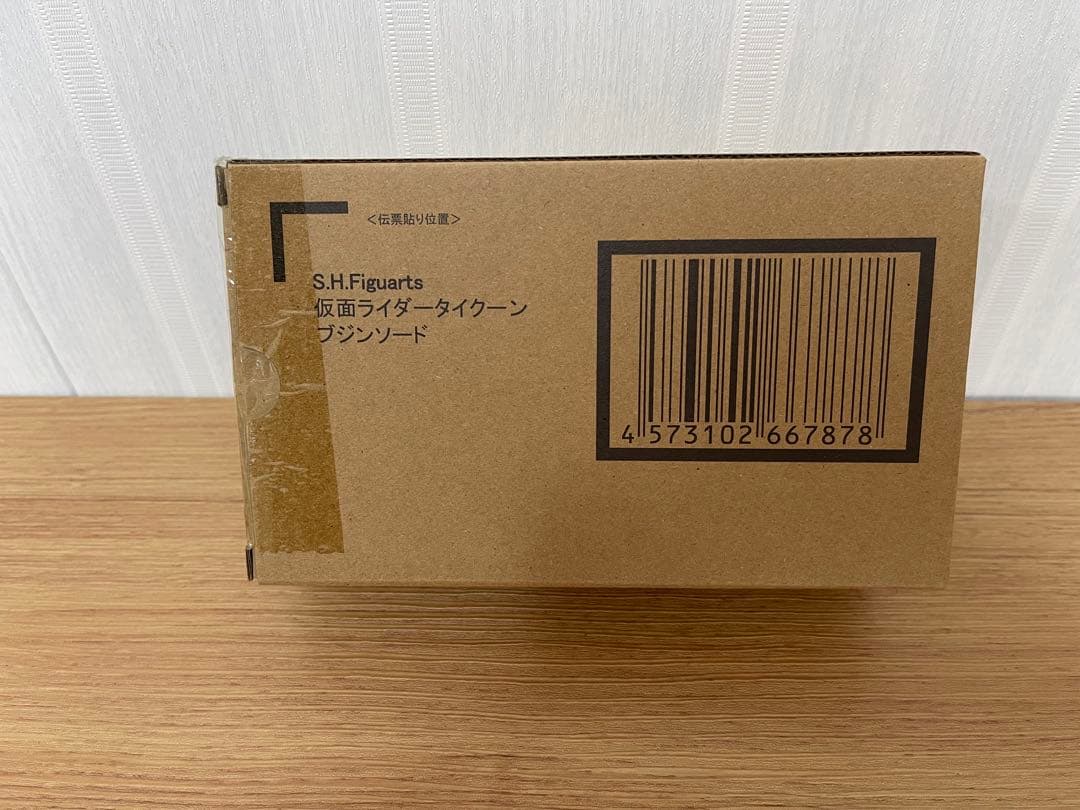 ＜伝票貼り位置＞
S.H.Figuarts
仮面ライダータイクーン
ブジンソード
4 573102 667878